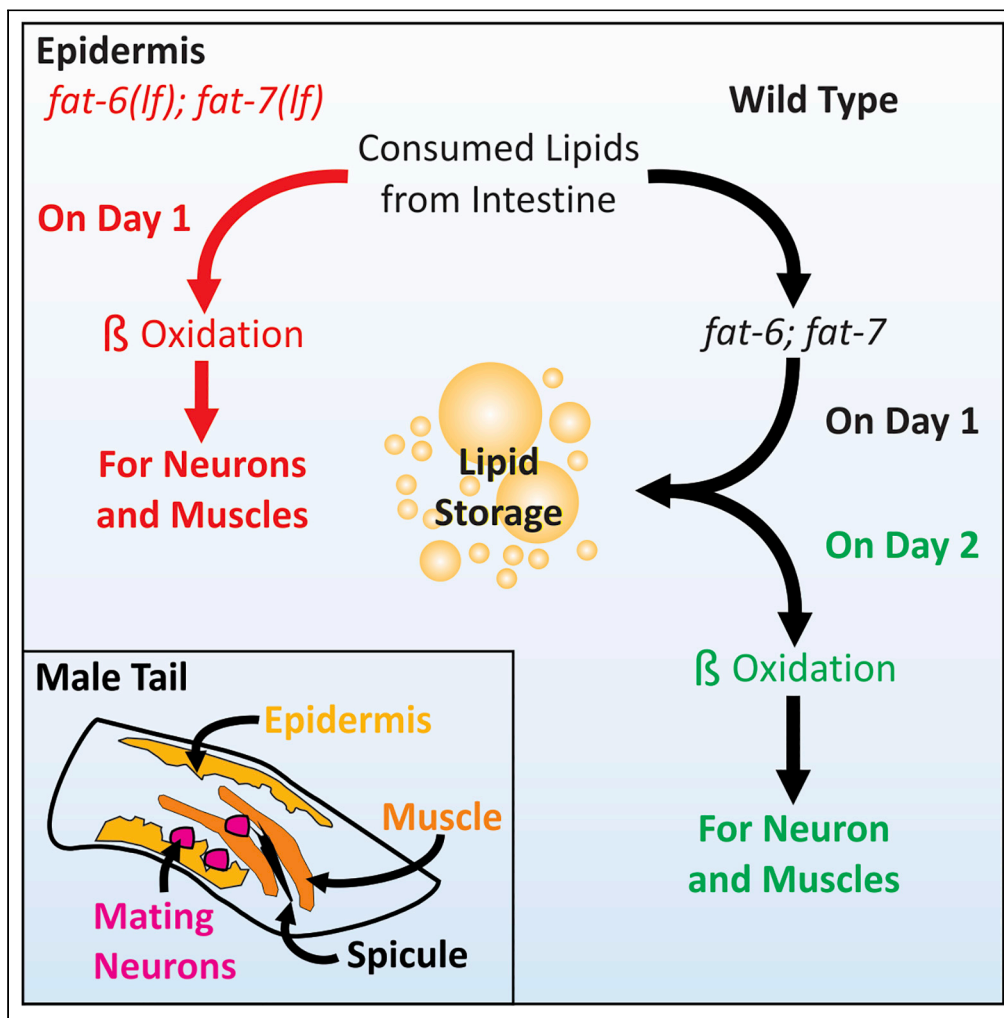 Epidermis
fat-6(lf); fat-7(lf)
Wild Type
Consumed Lipids
from Intestine
On Day 1
ß Oxidation
For Neurons
and Muscles
fat-6; fat-7
On Day 1
Lipid
Storage
On Day 2
ß Oxidation
For Neuron
and Muscles
Male Tail
Epidermis
Muscle
Mating
Neurons
Spicule